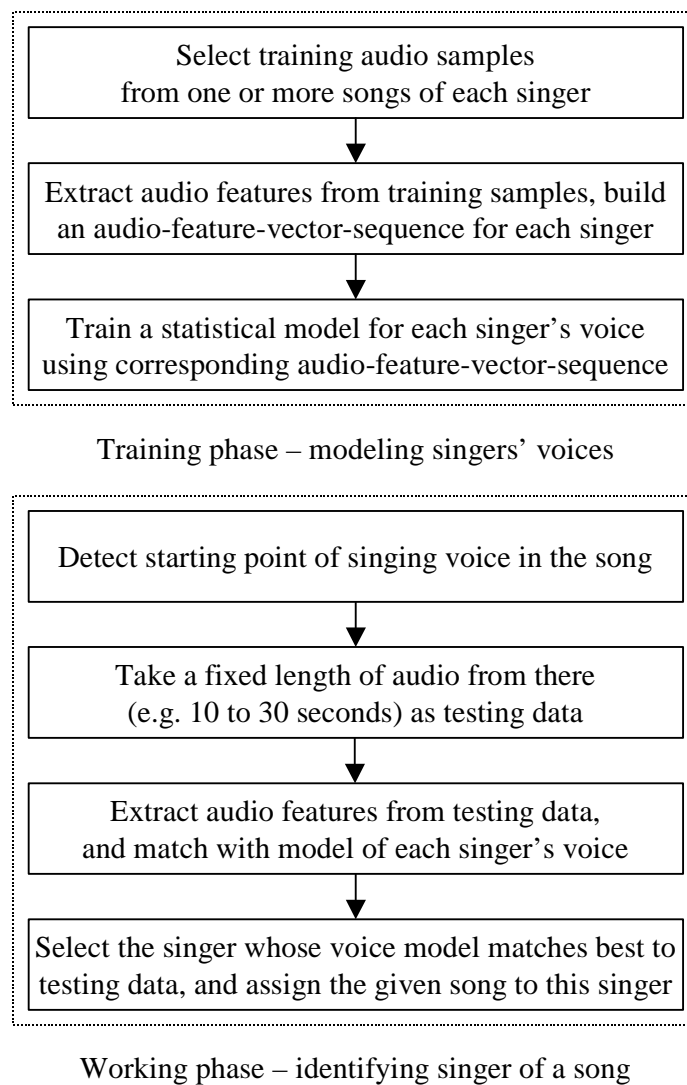 Select training audio samples
from one or more songs of each singer
Extract audio features from training samples, build
an audio-feature-vector-sequence for each singer
Train a statistical model for each singer’s voice
using corresponding audio-feature-vector-sequence
Training phase – modeling singers’ voices
Detect starting point of singing voice in the song
Take a fixed length of audio from there
(e.g. 10 to 30 seconds) as testing data
Extract audio features from testing data,
and match with model of each singer’s voice
Select the singer whose voice model matches best to
testing data, and assign the given song to this singer
Working phase – identifying singer of a song